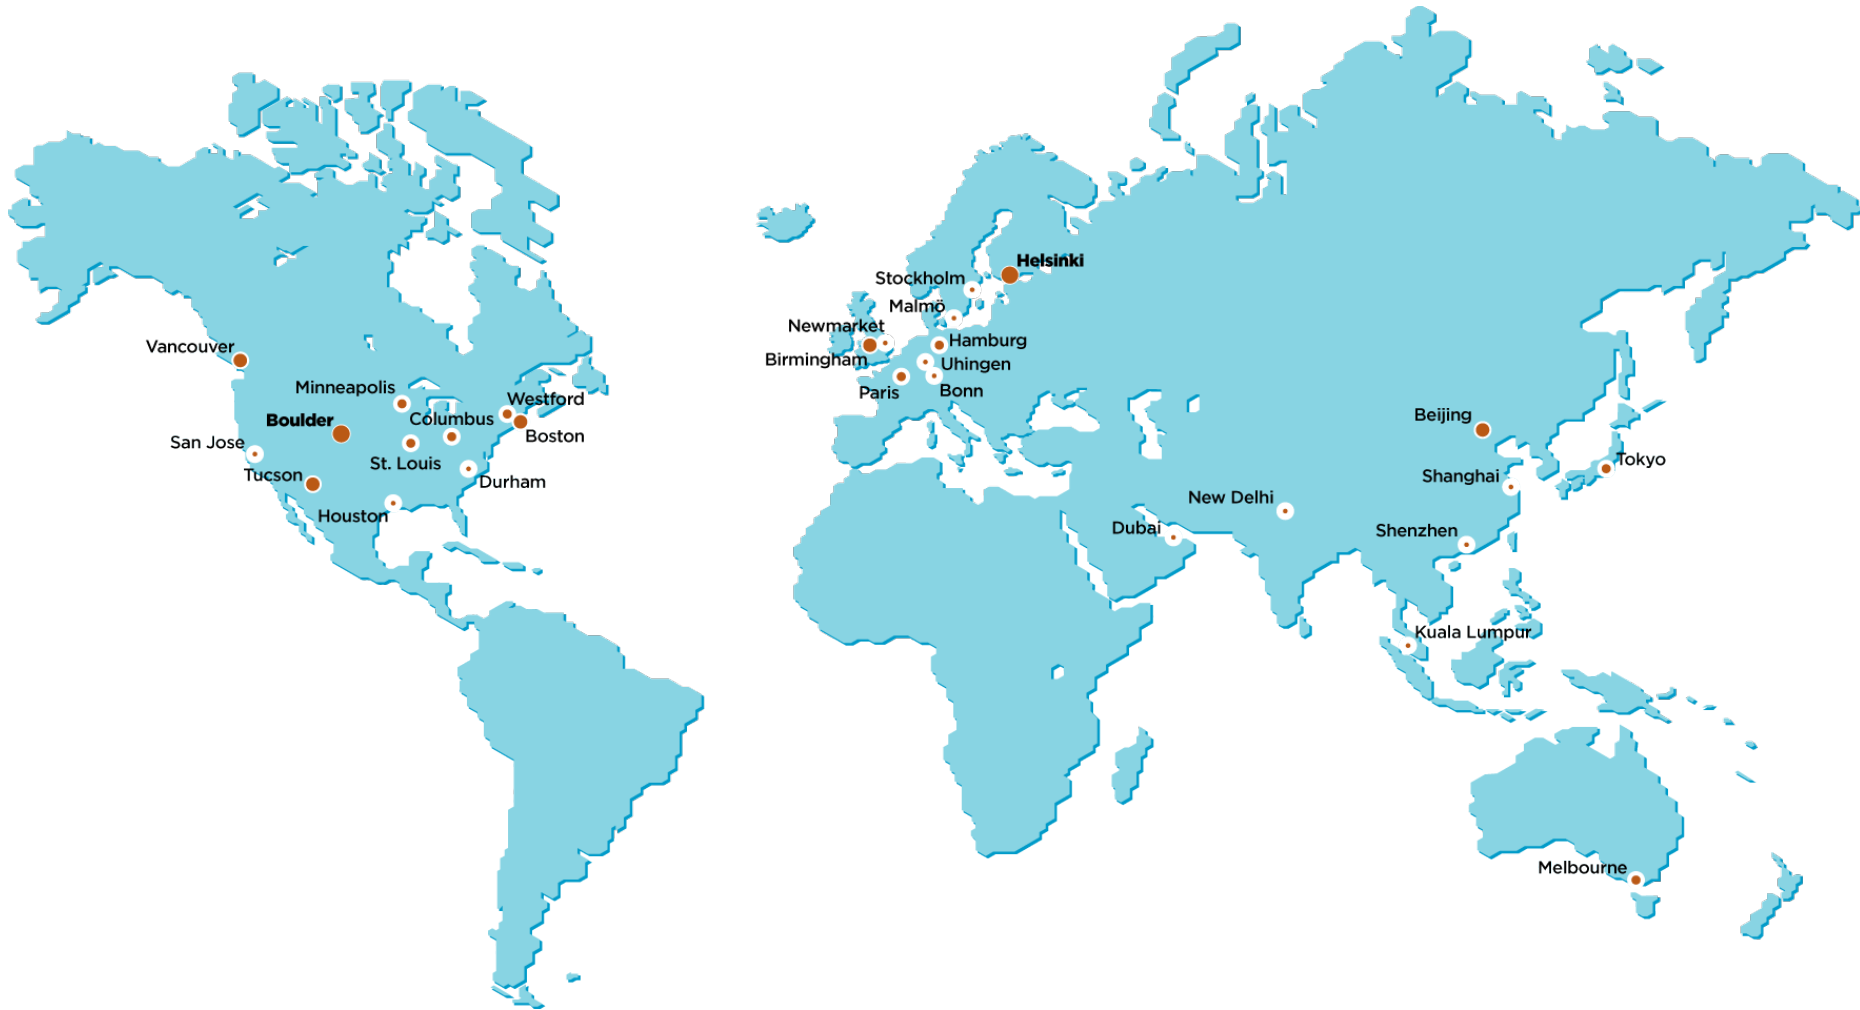 Vancouver
Minneapolis
Westford
Boulder
Columbus
Boston
San Jose
St. Louis
Tucson
Durham
Houston
Helsinki
Stockholm
Malmö
Newmarket
Hamburg
Birmingham
Uhingen
Paris
Bonn
Beijing
Tokyo
Shanghai
New Delhi
Dubai
Shenzhen
Kuala Lumpur
Melbourne